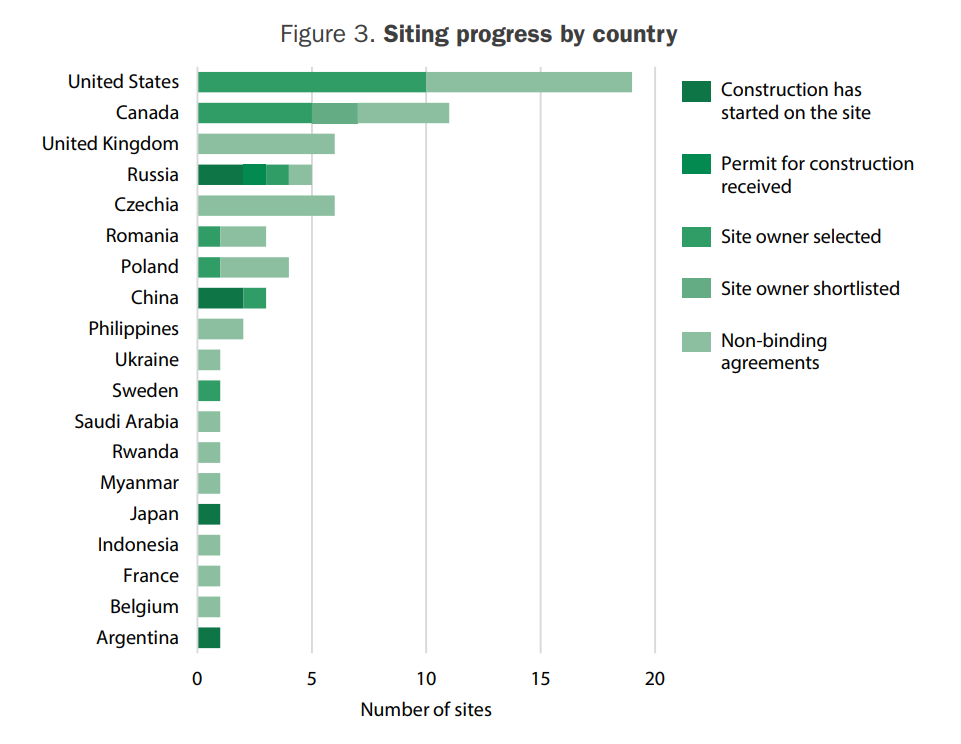 Figure 3. Siting progress by country
United States
Canada
United Kingdom
Russia
Czechia
Romania
Poland
China
Philippines
Ukraine
Sweden
Saudi Arabia
Rwanda
Myanmar
Japan
Indonesia
France
Belgium
Argentina
0 5 10 15 20
Number of sites
Construction has
started on the site
Permit for construction
received
Site owner selected
Site owner shortlisted
Non-binding
agreements